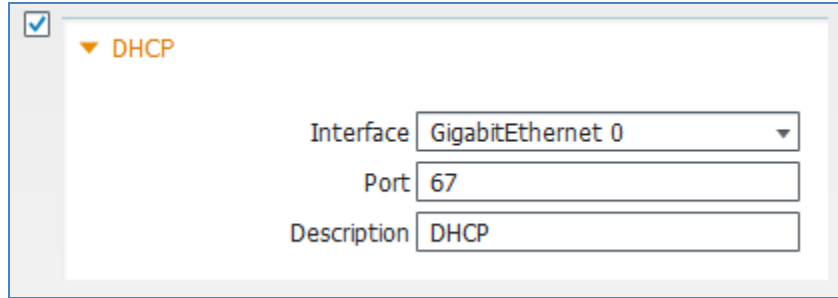 DHCP
Interface GigabitEthernet 0
Port 67
Description DHCP